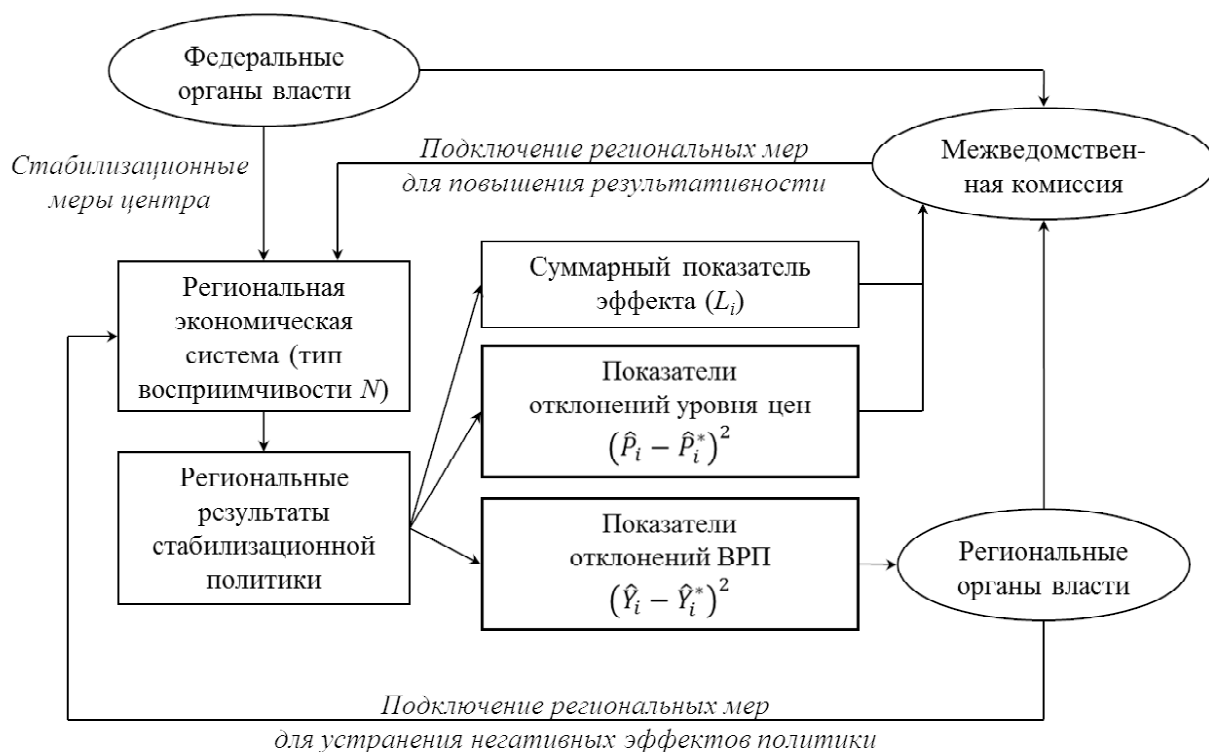 Федеральные
органы власти
Стабилизационные
меры центра
Подключение региональных мер
для повышения результативности
Межведомствен-
ная комиссия
Региональная
экономическая
система (тип
восприимчивости N)
Суммарный показатель
эффекта (Lᵢ)
Показатели
отклонений уровня цен
(P̂ᵢ − P̂ᵢ*)²
Региональные
результаты
стабилизационной
политики
Показатели
отклонений ВРП
(Ŷᵢ − Ŷᵢ*)²
Региональные
органы власти
Подключение региональных мер
для устранения негативных эффектов политики